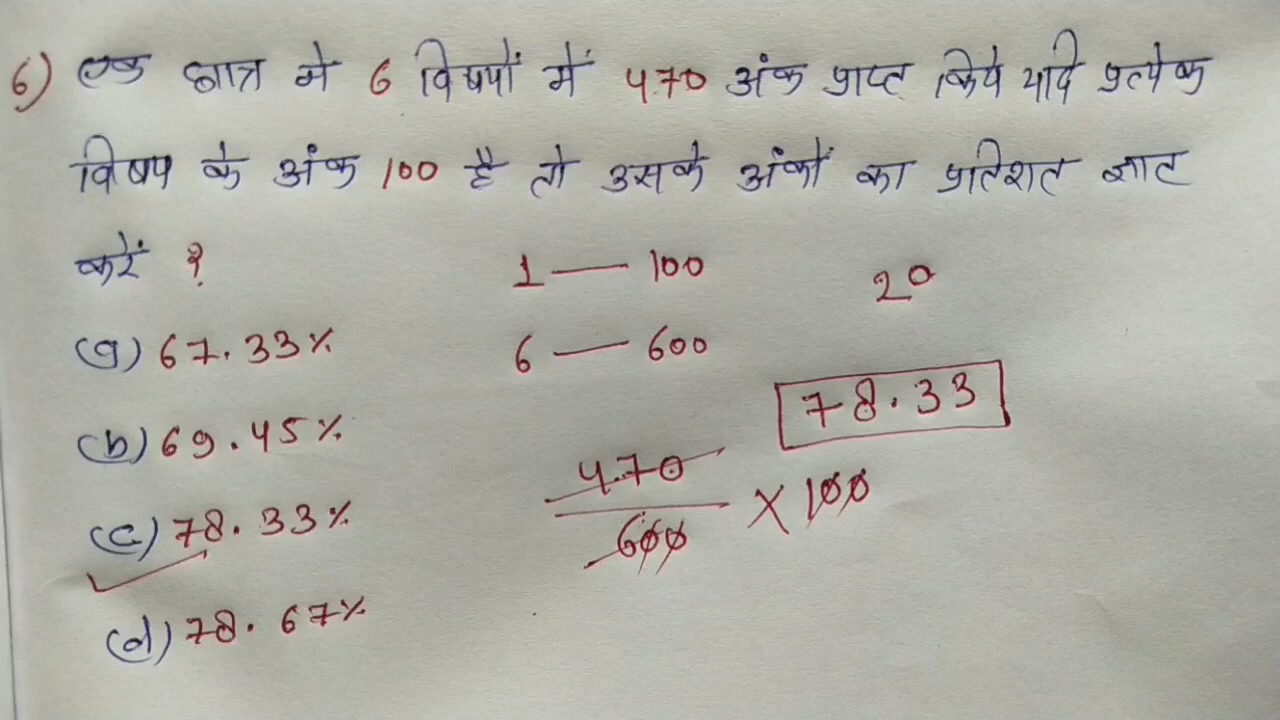 6) एक छात्र ने 6 विषयों में 470 अंक प्राप्त किये यदि प्रत्येक
विषय के अंक 100 है तो उसके अंकों का प्रतिशत ज्ञात
करें ?
1 — 100
20
(a) 67.33%
6 — 600
78.33
(b) 69.45%
470
600
× 100
(c) 78.33%
(d) 78.67%